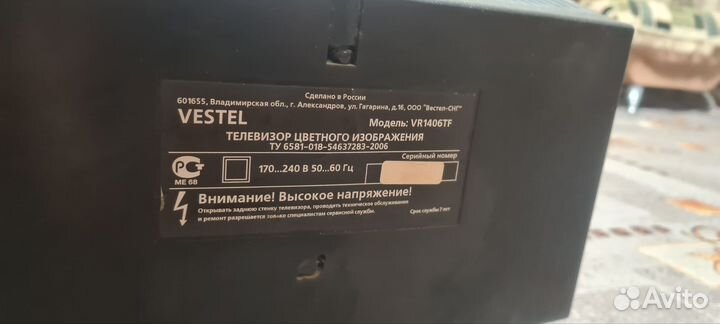 Сделано в России
601655, Владимирская обл., г. Александров, ул. Гагарина, д.16, ООО "Вестел-СНГ"
VESTEL Модель: VR1406TF
ТЕЛЕВИЗОР ЦВЕТНОГО ИЗОБРАЖЕНИЯ
ТУ 6581-018-54637283-2006
Серийный номер
РСТ 170...240 В 50...60 Гц
МЕ 68
Внимание! Высокое напряжение!
Открывать заднюю стенку телевизора, проводить техническое обслуживание
и ремонт разрешается только специалистам сервисной службы. Срок службы 7 лет
Avito